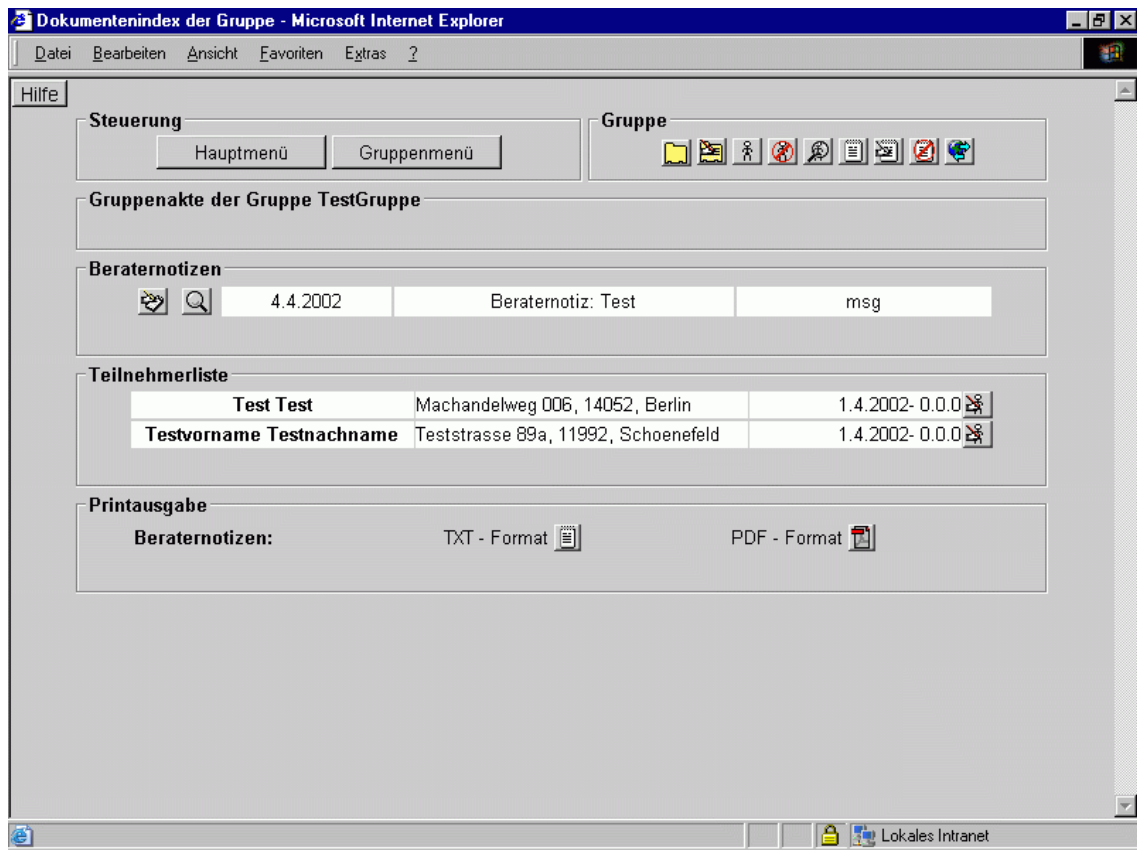 Dokumentenindex der Gruppe - Microsoft Internet Explorer
Datei Bearbeiten Ansicht Favoriten Extras ?
Hilfe
Steuerung Gruppe
Hauptmenü Gruppenmenü
Gruppenakte der Gruppe TestGruppe
Beraternotizen
4.4.2002 Beraternotiz: Test msg
Teilnehmerliste
Test Test Machandelweg 006, 14052, Berlin 1.4.2002- 0.0.0
Testvorname Testnachname Teststrasse 89a, 11992, Schoenefeld 1.4.2002- 0.0.0
Printausgabe
Beraternotizen: TXT - Format PDF - Format
Lokales Intranet